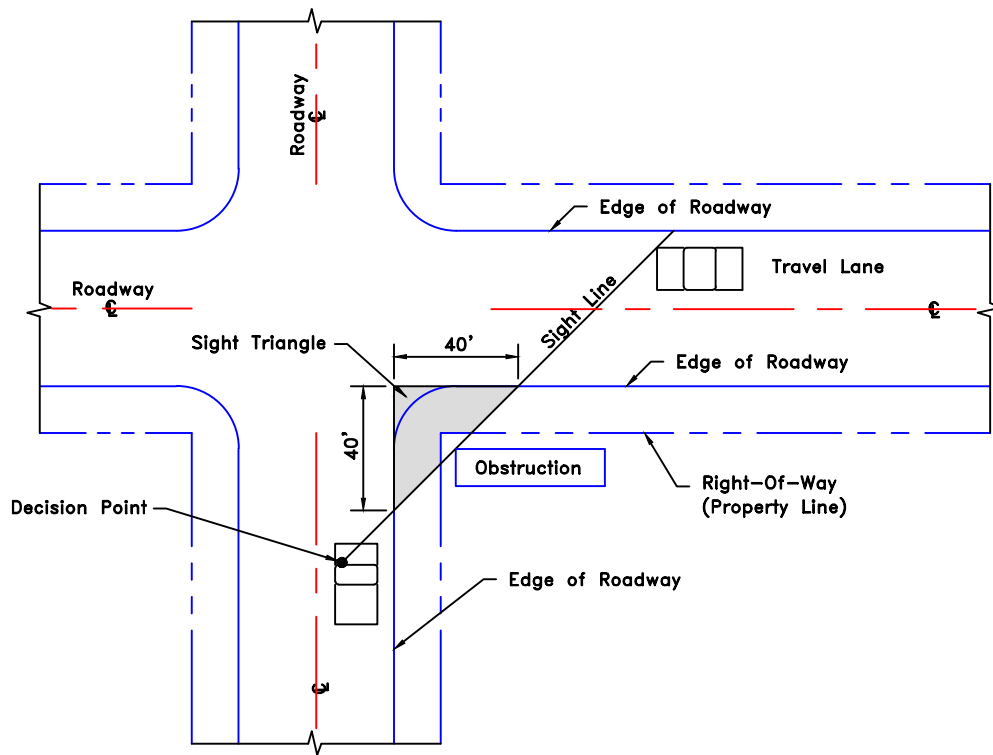 Roadway
℄
Edge of Roadway
Travel Lane
Roadway
℄
℄
Sight Line
Sight Triangle
40'
Edge of Roadway
40'
Obstruction
Right-Of-Way
(Property Line)
Decision Point
Edge of Roadway
℄